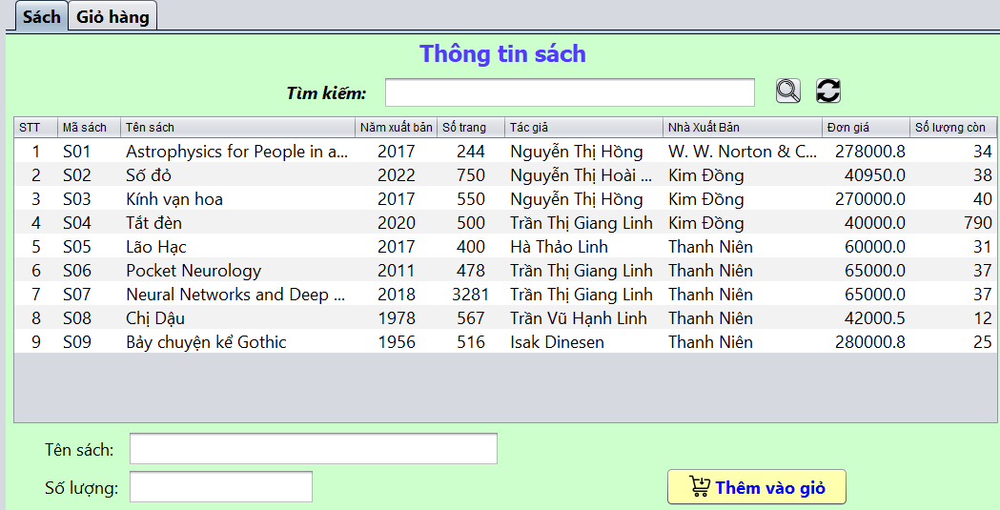 Sách Giỏ hàng
Thông tin sách
Tìm kiếm:
STT Mã sách Tên sách Năm xuất bản Số trang Tác giả Nhà Xuất Bản Đơn giá Số lượng còn
1 S01 Astrophysics for People in a... 2017 244 Nguyễn Thị Hồng W. W. Norton & C... 278000.8 34
2 S02 Số đỏ 2022 750 Nguyễn Thị Hoài ... Kim Đồng 40950.0 38
3 S03 Kính vạn hoa 2017 550 Nguyễn Thị Hồng Kim Đồng 270000.0 40
4 S04 Tắt đèn 2020 500 Trần Thị Giang Linh Kim Đồng 40000.0 790
5 S05 Lão Hạc 2017 400 Hà Thảo Linh Thanh Niên 60000.0 31
6 S06 Pocket Neurology 2011 478 Trần Thị Giang Linh Thanh Niên 65000.0 37
7 S07 Neural Networks and Deep ... 2018 3281 Trần Thị Giang Linh Thanh Niên 65000.0 37
8 S08 Chị Dậu 1978 567 Trần Vũ Hạnh Linh Thanh Niên 42000.5 12
9 S09 Bảy chuyện kể Gothic 1956 516 Isak Dinesen Thanh Niên 280000.8 25
Tên sách:
Số lượng:
Thêm vào giỏ